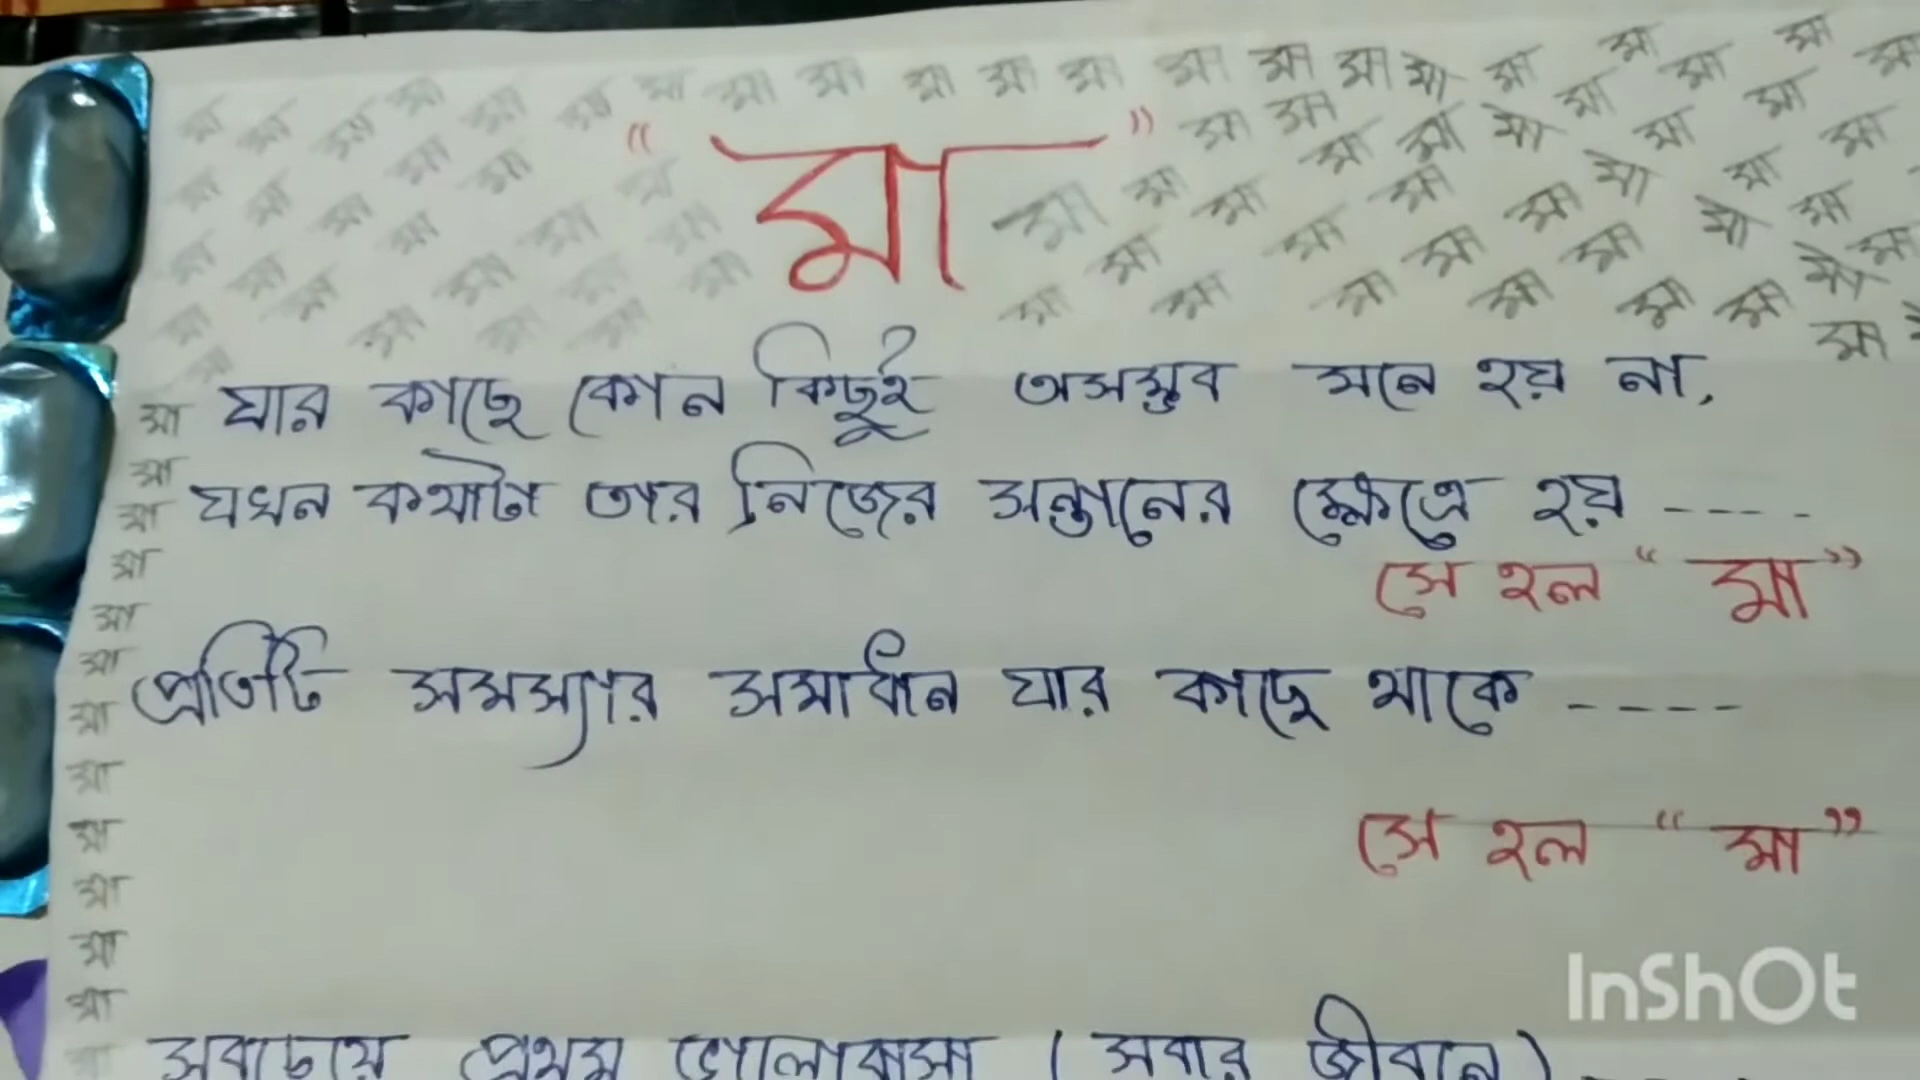 "মা"
যার কাছে কোন কিছুই অসম্ভব মনে হয় না,
যখন কথাটা তার নিজের সন্তানের ক্ষেত্রে হয় -----
সে হল "মা"
প্রতিটি সমস্যার সমাধান যার কাছে থাকে -----
সে হল "মা"
সবচেয়ে প্রথম ভালোবাসা (সবার জীবনে)
InShOt